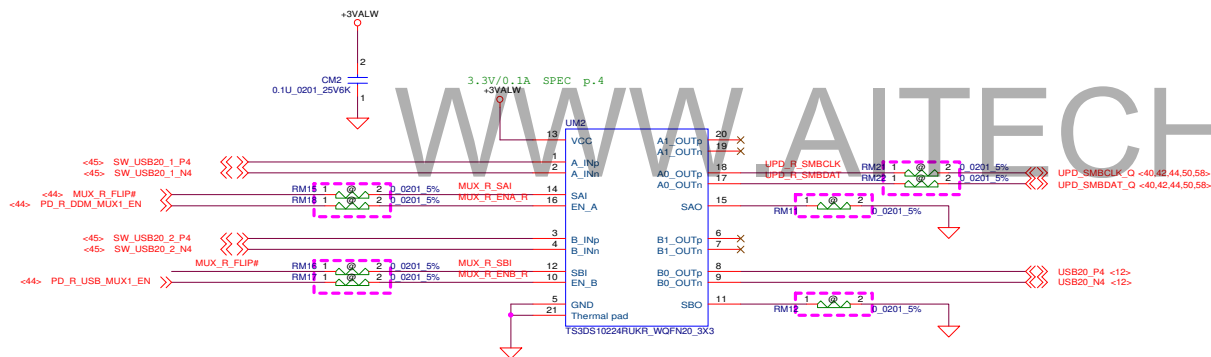 +3VALW
CM2
0.1U_0201_25V6K
2
1
3.3V/0.1A SPEC p.4
+3VALW
WWW.AITECH
UM2
<45> SW_USB20_1_P4
<45> SW_USB20_1_N4
<44> MUX_R_FLIP#
<44> PD_R_DDM_MUX1_EN
1 @ 2 0_0201_5%
1 @ 2 0_0201_5%
MUX_R_SAI
MUX_R_ENA_R
<45> SW_USB20_2_P4
<45> SW_USB20_2_N4
MUX_R_FLIP#
<44> PD_R_USB_MUX1_EN
RM16 1 @ 2 0_0201_5%
RM17 1 @ 2 0_0201_5%
MUX_R_SBI
MUX_R_ENB_R
13 VCC
1 A_INp
2 A_INn
14 SAI
16 EN_A
3 B_INp
4 B_INn
12 SBI
10 EN_B
5 GND
21 Thermal pad
A1_OUTp 20
A1_OUTn 19
A0_OUTp 18
A0_OUTn 17
SAO 15
B1_OUTp 6
B1_OUTn 7
B0_OUTp 8
B0_OUTn 9
SBO 11
TS3DS10224RUKR_WQFN20_3X3
UPD_R_SMBCLK
UPD_R_SMBDAT
1 @ 2 0_0201_5%
RM22 1 @ 2 0_0201_5%
UPD_SMBCLK_Q <40,42,44,50,58>
UPD_SMBDAT_Q <40,42,44,50,58>
1 @ 2
0_0201_5%
USB20_P4 <12>
USB20_N4 <12>
1 @ 2
RM12 0_0201_5%